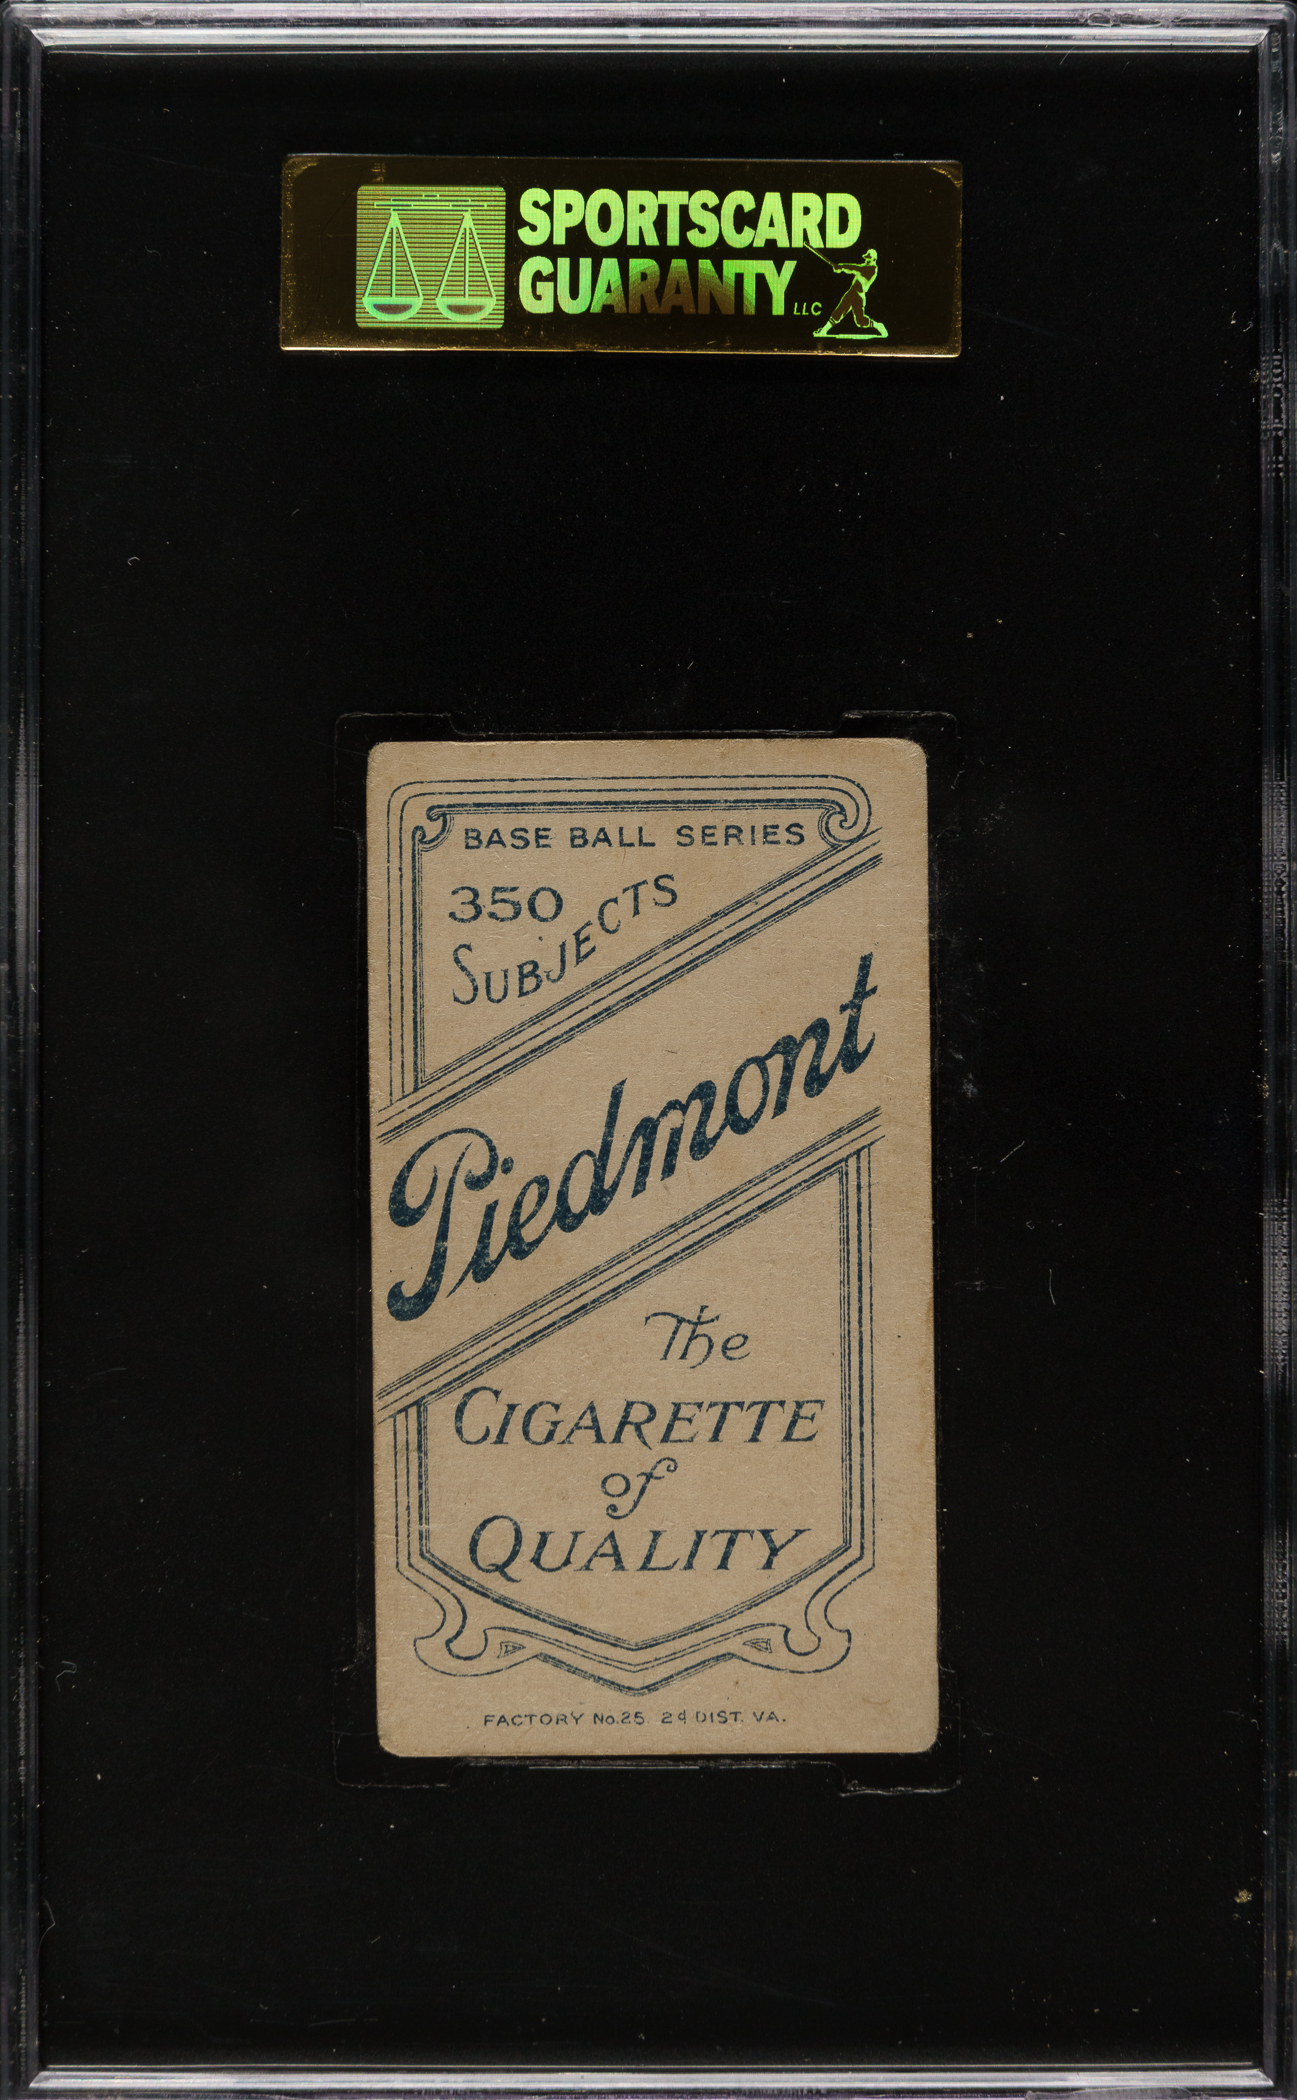 SPORTSCARD
GUARANTY LLC
BASE BALL SERIES
350
SUBJECTS
Piedmont
The
CIGARETTE
of
QUALITY
FACTORY No.25 2d DIST. VA.